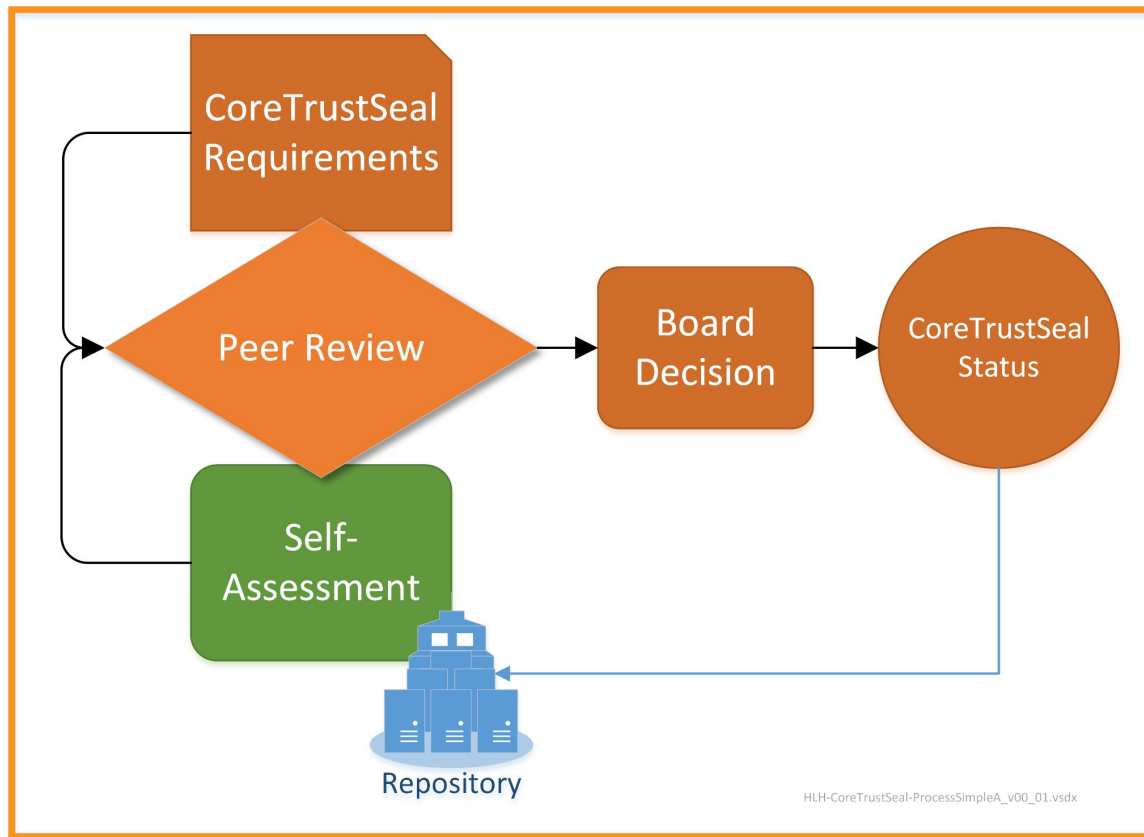 CoreTrustSeal
Requirements
Peer Review
Board
Decision
CoreTrustSeal
Status
Self-
Assessment
Repository
HLH-CoreTrustSeal-ProcessSimpleA_v00_01.vsdx